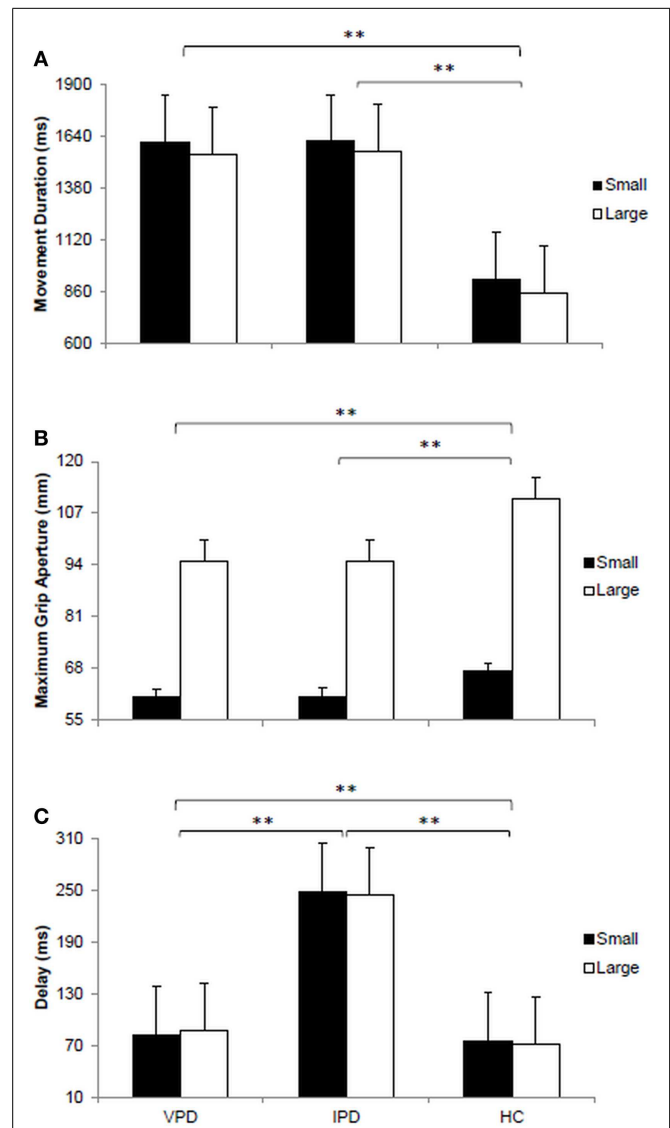 **
A
**
1900
1640
1380
1120
860
600
Movement Duration (ms)
Small
Large
**
B
**
120
107
94
81
68
55
Maximum Grip Aperture (mm)
Small
Large
**
C
** **
310
250
190
130
70
10
Delay (ms)
Small
Large
VPD IPD HC